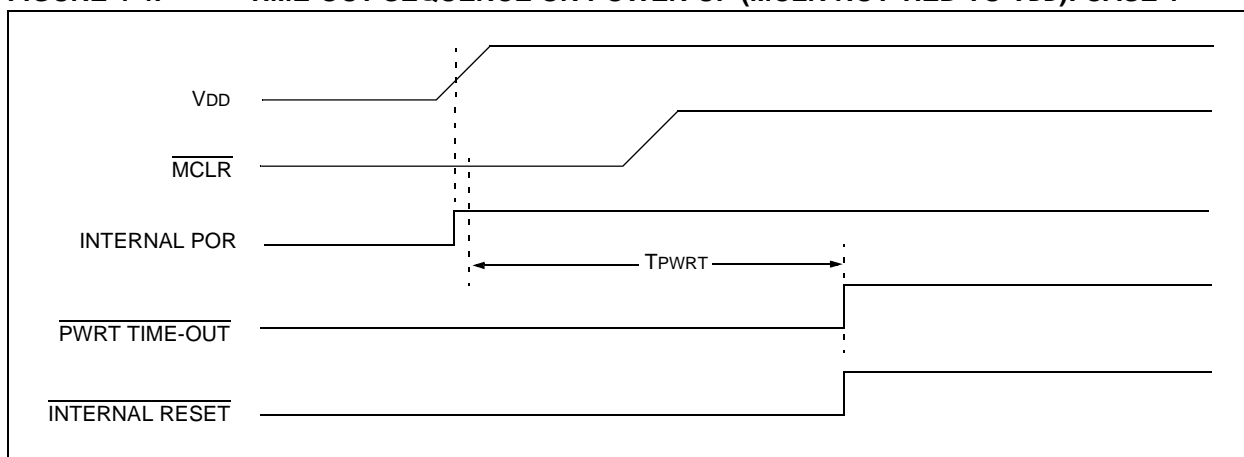 VDD
MCLR
INTERNAL POR
TPWRT
PWRT TIME-OUT
INTERNAL RESET